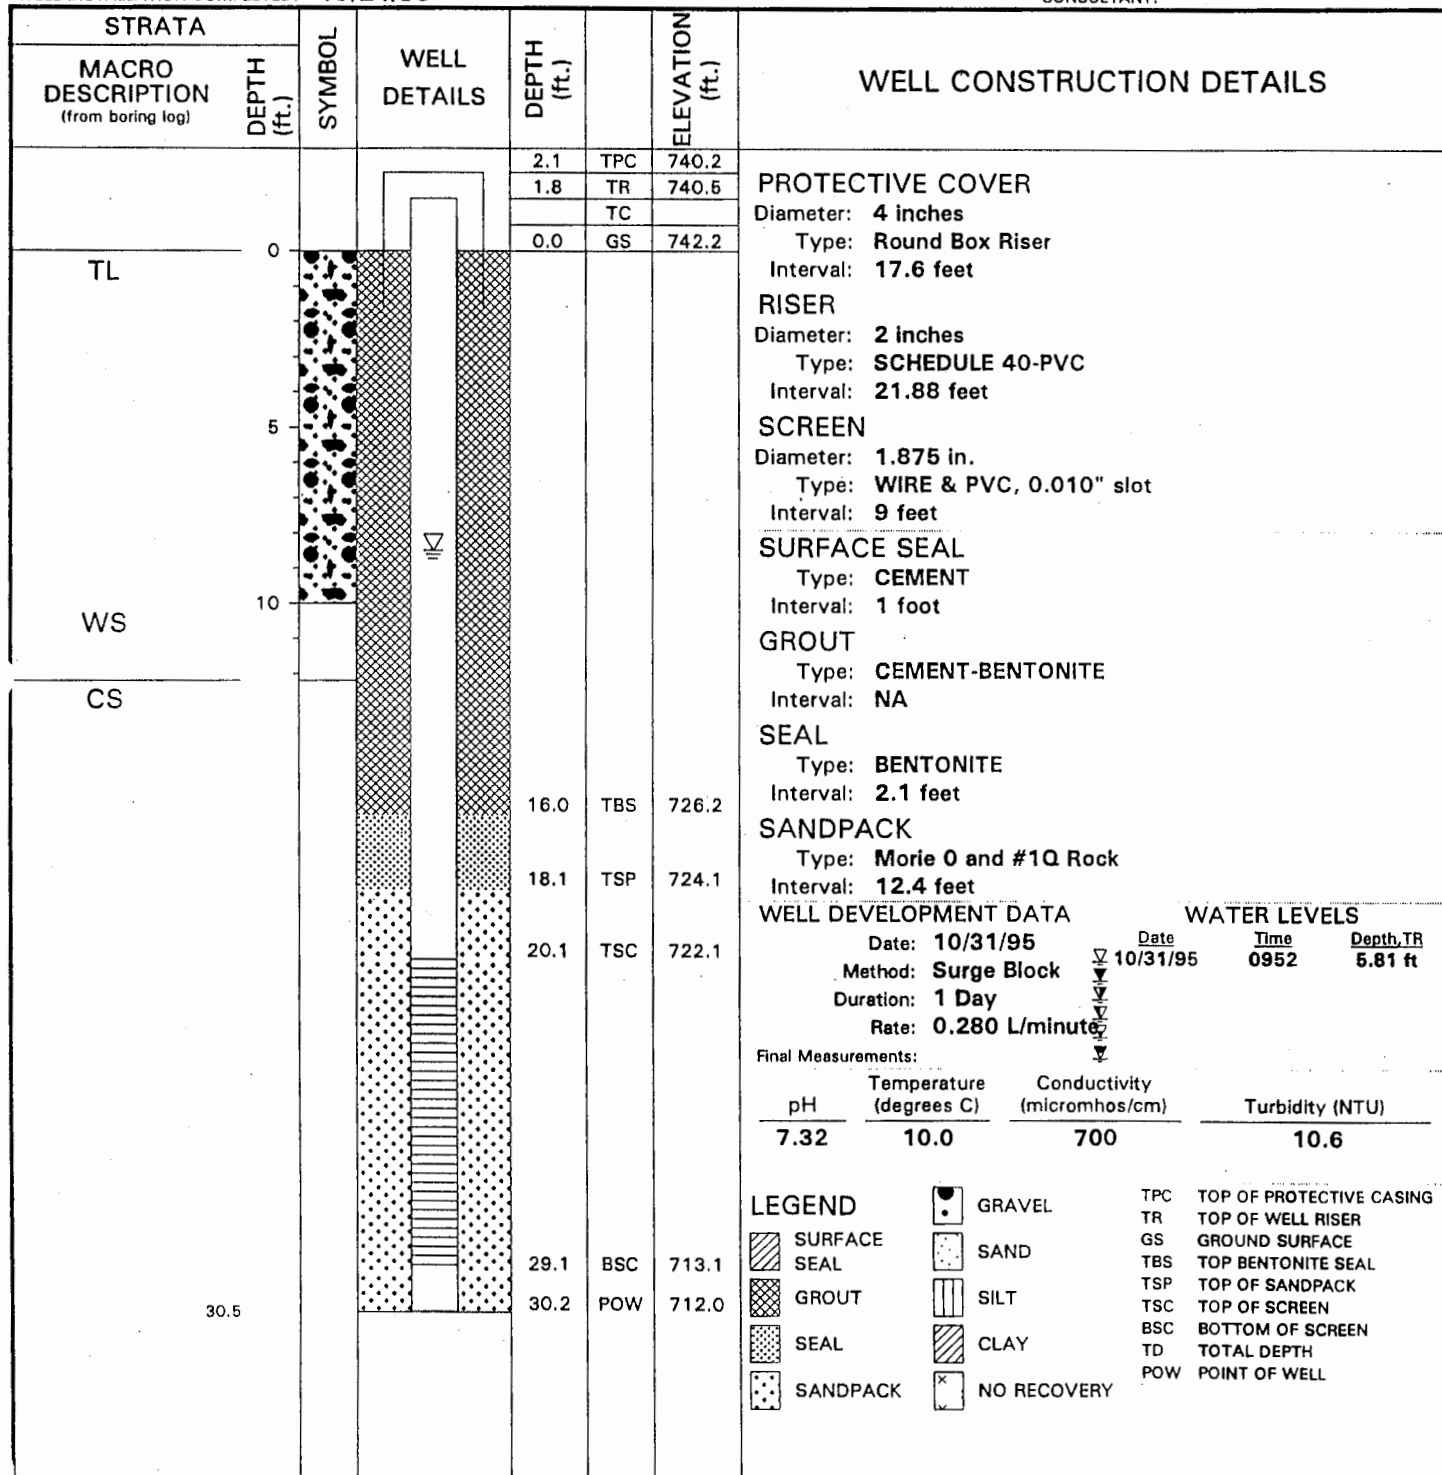 STRATA
MACRO
DESCRIPTION
(from boring log)
DEPTH
(ft.)
SYMBOL
WELL
DETAILS
DEPTH
(ft.)
ELEVATION
(ft.)
WELL CONSTRUCTION DETAILS
2.1 TPC 740.2
1.8 TR 740.5
TC
0.0 GS 742.2
0
TL
5
10
WS
CS
16.0 TBS 726.2
18.1 TSP 724.1
20.1 TSC 722.1
29.1 BSC 713.1
30.2 POW 712.0
30.5
PROTECTIVE COVER
Diameter: 4 inches
Type: Round Box Riser
Interval: 17.6 feet
RISER
Diameter: 2 inches
Type: SCHEDULE 40-PVC
Interval: 21.88 feet
SCREEN
Diameter: 1.875 in.
Type: WIRE & PVC, 0.010" slot
Interval: 9 feet
SURFACE SEAL
Type: CEMENT
Interval: 1 foot
GROUT
Type: CEMENT-BENTONITE
Interval: NA
SEAL
Type: BENTONITE
Interval: 2.1 feet
SANDPACK
Type: Morie 0 and #1Q Rock
Interval: 12.4 feet
WELL DEVELOPMENT DATA
Date: 10/31/95
Method: Surge Block
Duration: 1 Day
Rate: 0.280 L/minute
WATER LEVELS
Date Time Depth,TR
10/31/95 0952 5.81 ft
Final Measurements:
pH Temperature (degrees C) Conductivity (micromhos/cm) Turbidity (NTU)
7.32 10.0 700 10.6
LEGEND
SURFACE
SEAL
GROUT
SEAL
SANDPACK
GRAVEL
SAND
SILT
CLAY
NO RECOVERY
TPC TOP OF PROTECTIVE CASING
TR TOP OF WELL RISER
GS GROUND SURFACE
TBS TOP BENTONITE SEAL
TSP TOP OF SANDPACK
TSC TOP OF SCREEN
BSC BOTTOM OF SCREEN
TD TOTAL DEPTH
POW POINT OF WELL